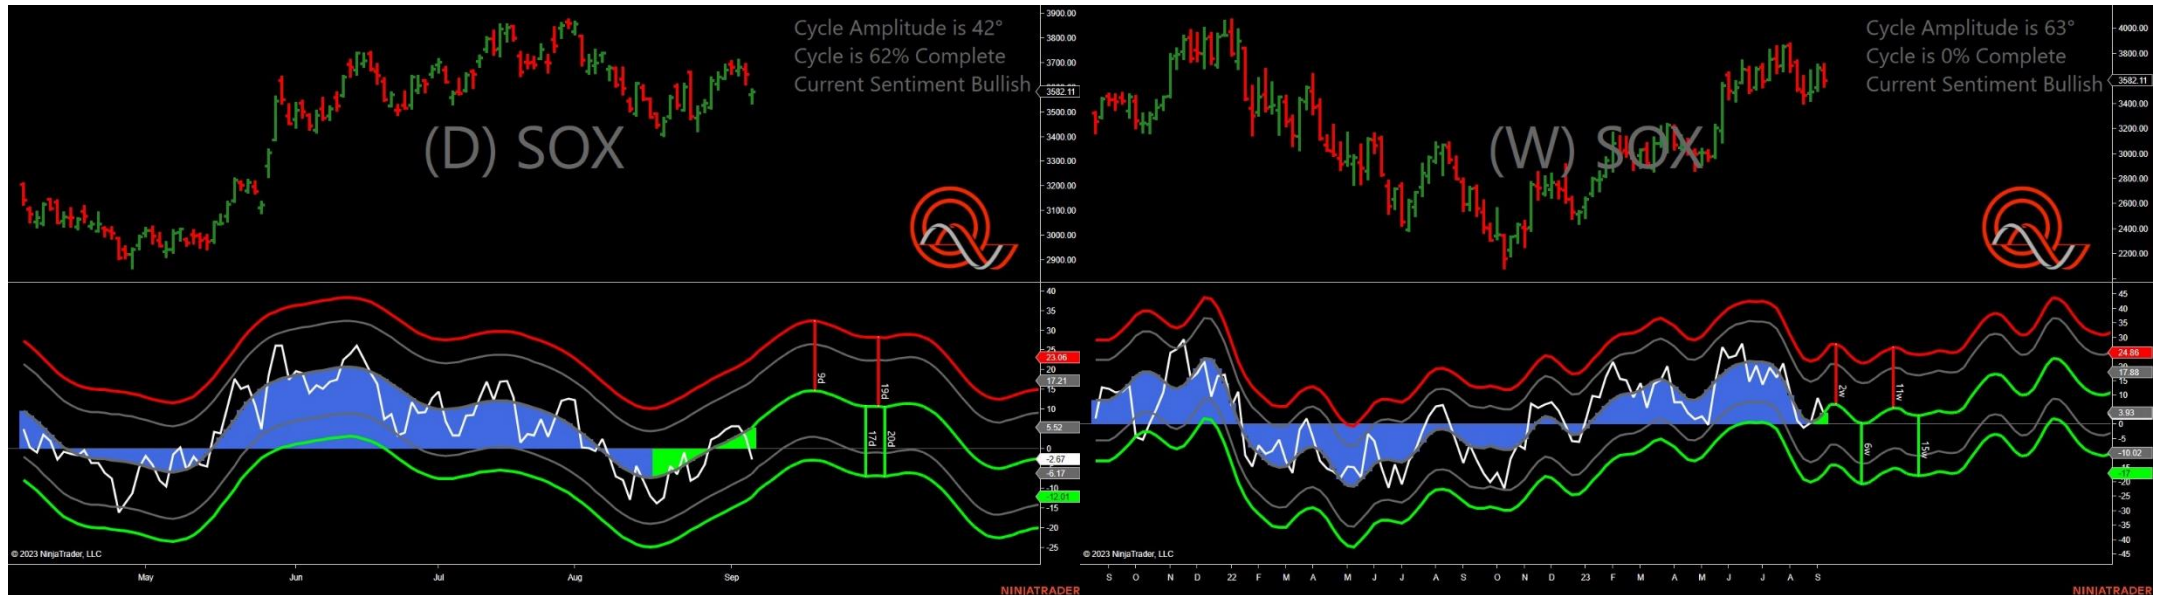 Cycle Amplitude is 42°
Cycle is 62% Complete
Current Sentiment Bullish
(D) SOX
3900.00
3800.00
3700.00
3582.11
3500.00
3400.00
3300.00
3200.00
3100.00
3000.00
2900.00
40
35
30
25
23.06
17.21
15
10
5.52
0
-2.67
-6.17
-10
-12.01
-15
-20
-25
9d
19d
17d
20d
© 2023 NinjaTrader, LLC
May
Jun
Jul
Aug
Sep
NINJATRADER
Cycle Amplitude is 63°
Cycle is 0% Complete
Current Sentiment Bullish
(W) SOX
4000.00
3800.00
3582.11
3400.00
3200.00
3000.00
2800.00
2600.00
2400.00
2200.00
45
35
30
24.86
17.88
15
10
3.93
0
-5
-10.02
-17
-20
-25
-30
-35
-40
-45
2w
11w
6w
15w
© 2023 NinjaTrader, LLC
S
O
N
D
22
F
M
A
M
J
J
A
S
O
N
D
23
F
M
A
M
J
J
A
S
NINJATRADER